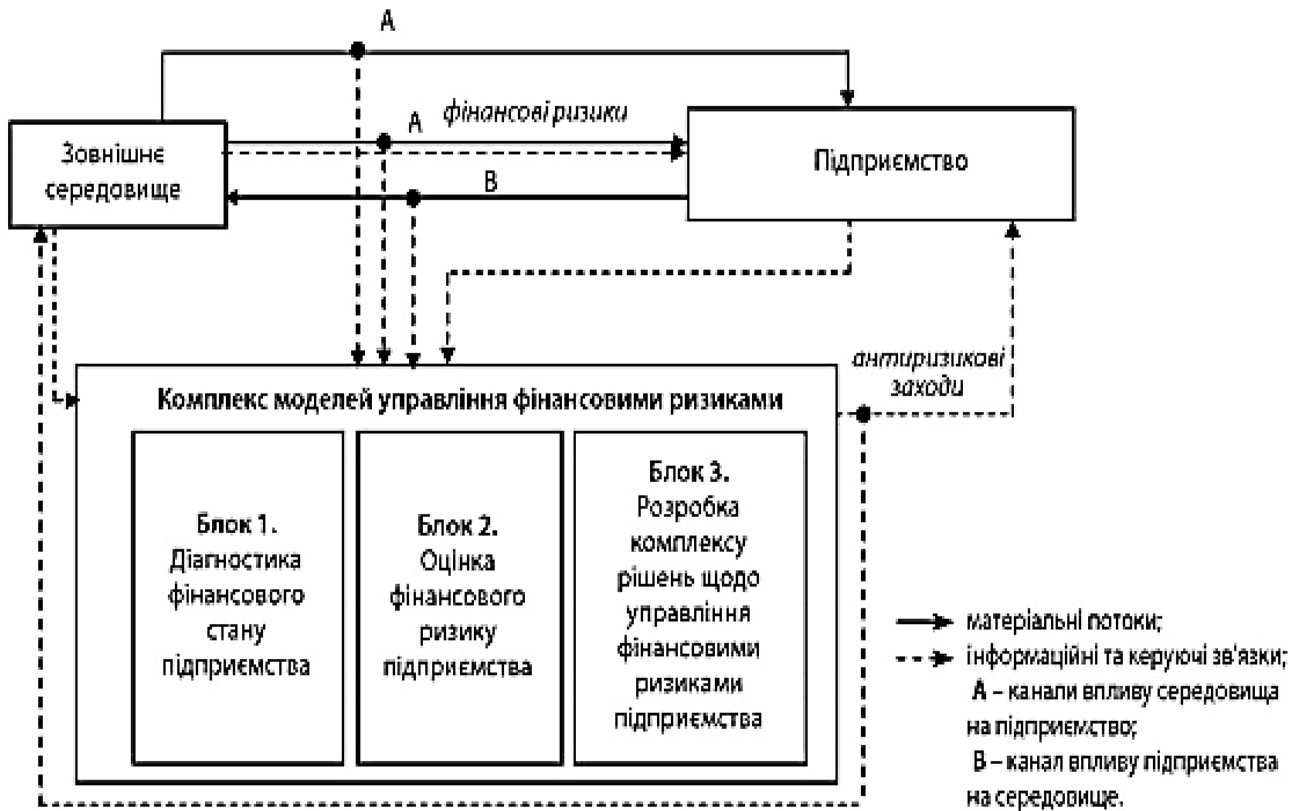 А
фінансові ризики
А
Зовнішнє
середовище
В
Підприємство
антиризикові
заходи
Комплекс моделей управління фінансовими ризиками
Блок 1.
Діагностика
фінансового
стану
підприємства
Блок 2.
Оцінка
фінансового
ризику
підприємства
Блок 3.
Розробка
комплексу
рішень щодо
управління
фінансовими
ризиками
підприємства
матеріальні потоки;
інформаційні та керуючі зв'язки;
А – канали впливу середовища
на підприємство;
В – канал впливу підприємства
на середовище.